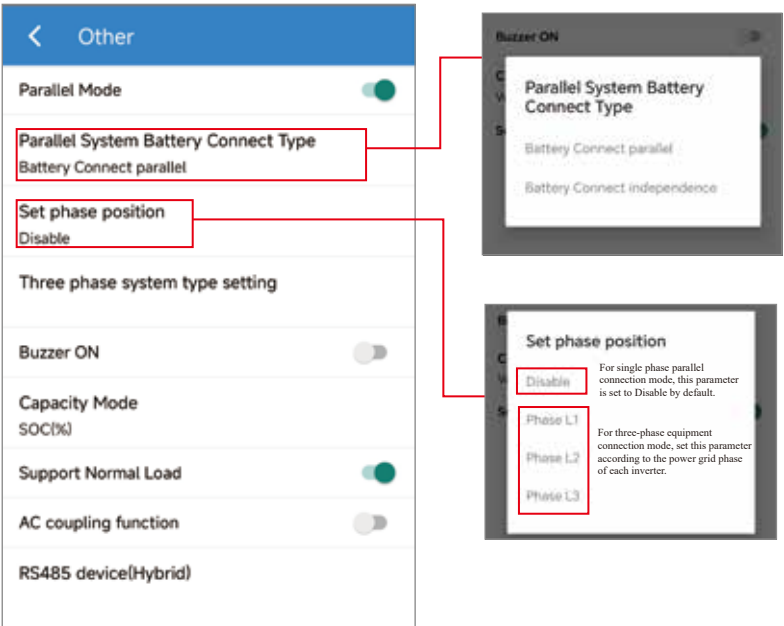 Other
Parallel Mode
Parallel System Battery Connect Type
Battery Connect parallel
Set phase position
Disable
Three phase system type setting
Buzzer ON
Capacity Mode
SOC(%)
Support Normal Load
AC coupling function
RS485 device(Hybrid)
Buzzer ON
Parallel System Battery
Connect Type
Battery Connect parallel
Battery Connect independence
Set phase position
Disable
For single phase parallel
connection mode, this parameter
is set to Disable by default.
Phase L1
Phase L2
Phase L3
For three-phase equipment
connection mode, set this parameter
according to the power grid phase
of each inverter.